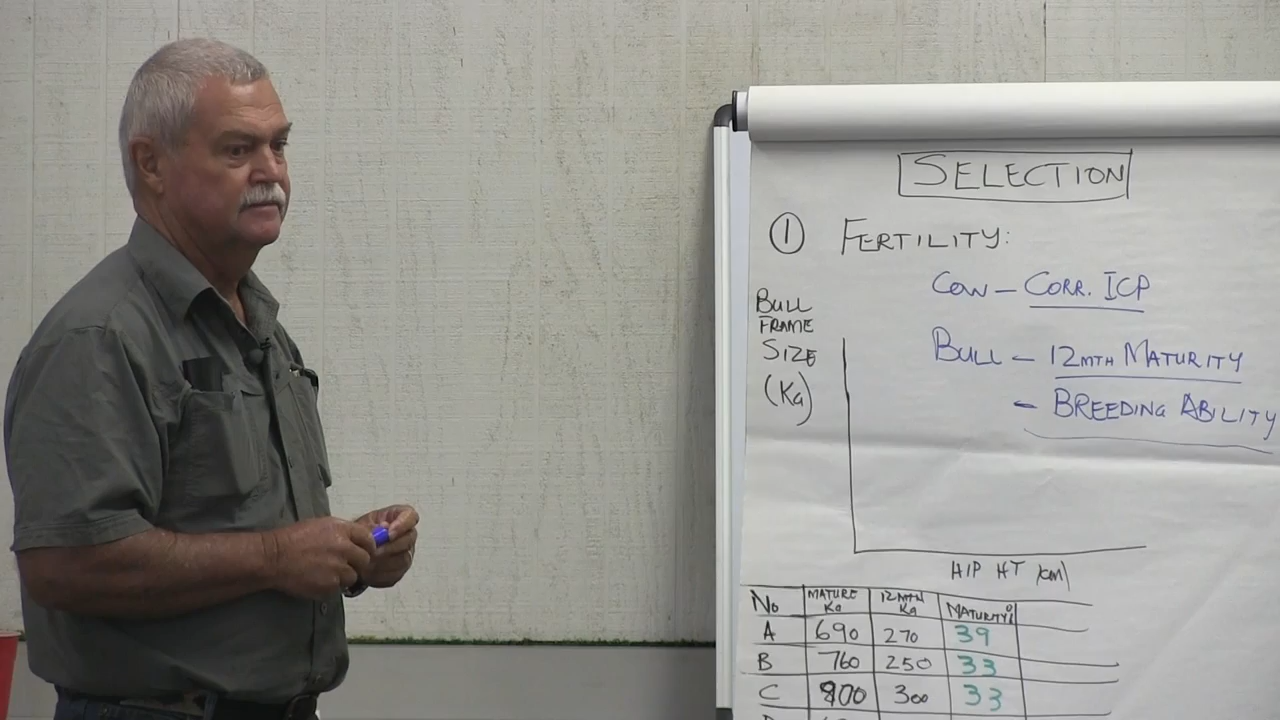 SELECTION
① FERTILITY:
COW – CORR. ICP
BULL
FRAME
SIZE
(Kg)
BULL – 12MTH MATURITY
– BREEDING ABILITY
HIP HT (CM)
No MATURE Kg 12MTH Kg MATURITY%
A 690 270 39
B 760 250 33
C 900 300 33